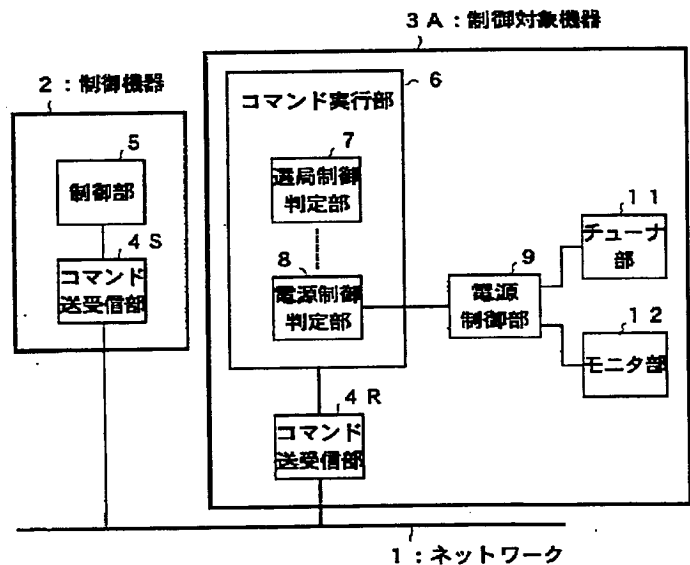 3A：制御対象機器
2：制御機器
6
コマンド実行部
5
制御部
7
選局制御
判定部
4S
コマンド
送受信部
8
電源制御
判定部
9
電源
制御部
11
チューナ
部
12
モニタ部
4R
コマンド
送受信部
1：ネットワーク